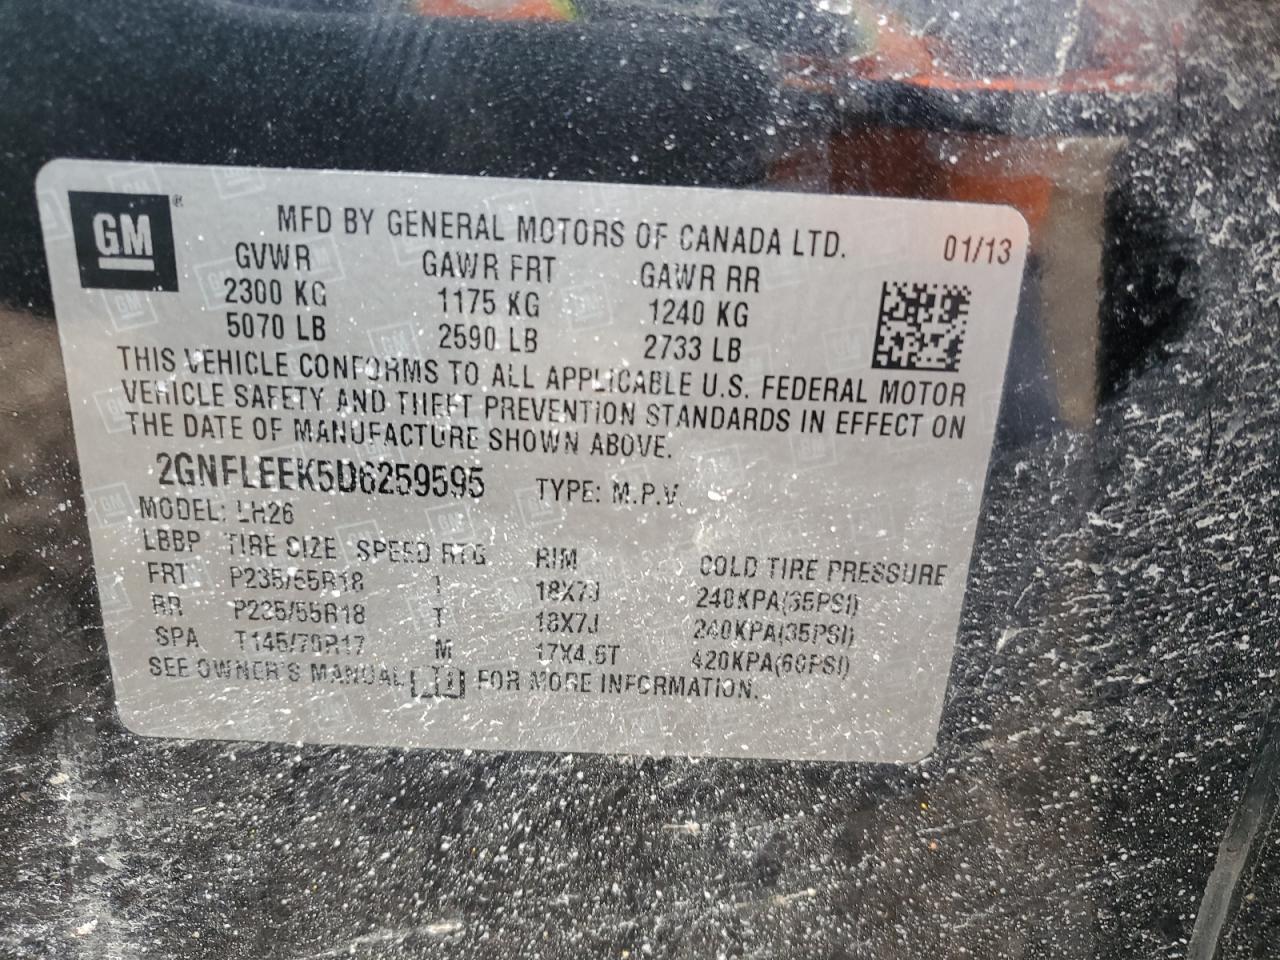 GM ®
MFD BY GENERAL MOTORS OF CANADA LTD. 01/13
GVWR GAWR FRT GAWR RR
2300 KG 1175 KG 1240 KG
5070 LB 2590 LB 2733 LB
THIS VEHICLE CONFORMS TO ALL APPLICABLE U.S. FEDERAL MOTOR
VEHICLE SAFETY AND THEFT PREVENTION STANDARDS IN EFFECT ON
THE DATE OF MANUFACTURE SHOWN ABOVE.
2GNFLEEK5D6259595 TYPE: M.P.V.
MODEL: LH26
LBBP TIRE SIZE SPEED RTG RIM COLD TIRE PRESSURE
FRT P235/55R18 T 18X7J 240KPA(35PSI)
RR P235/55R18 T 18X7J 240KPA(35PSI)
SPA T145/70R17 M 17X4.5T 420KPA(60PSI)
SEE OWNER'S MANUAL FOR MORE INFORMATION.